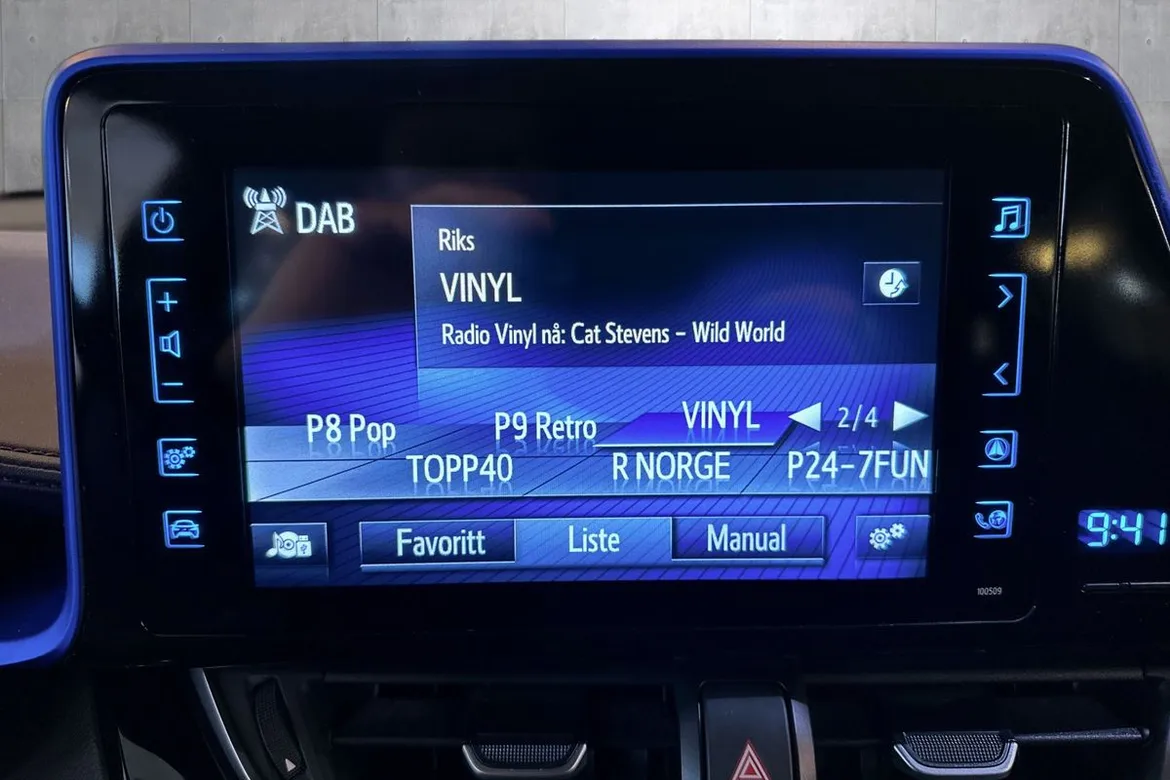 DAB
Riks
VINYL
Radio Vinyl nå: Cat Stevens – Wild World
P8 Pop P9 Retro VINYL 2/4
TOPP40 R NORGE P24-7FUN
Favoritt Liste Manual
9:41
100509